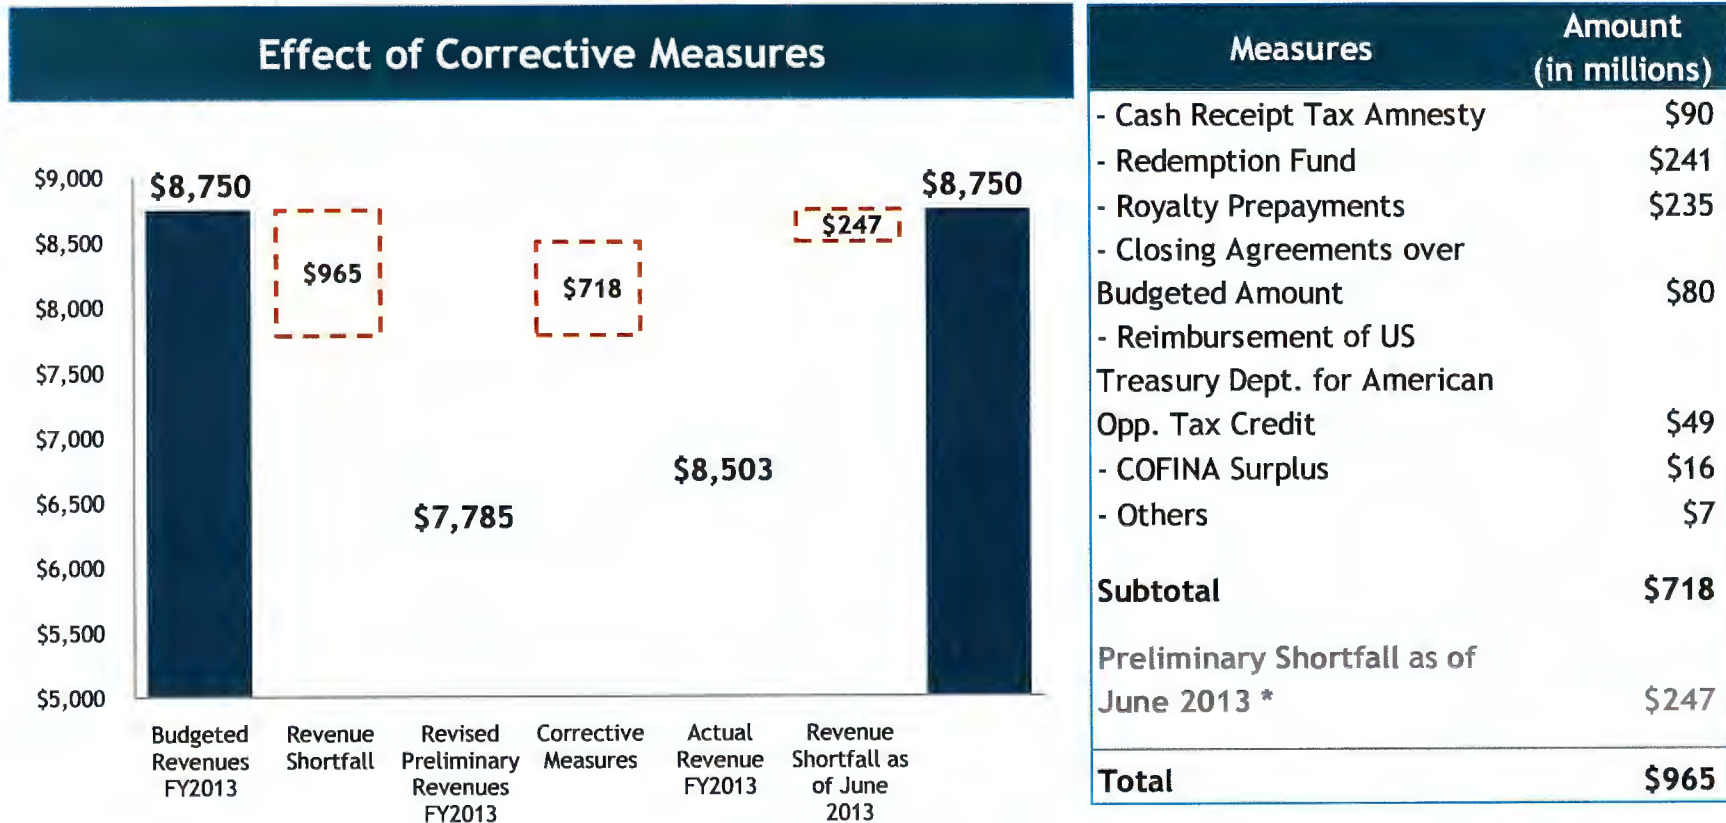 Effect of Corrective Measures
$9,000
$8,500
$8,000
$7,500
$7,000
$6,500
$6,000
$5,500
$5,000
$8,750
$965
$7,785
$718
$8,503
$247
$8,750
Budgeted
Revenues
FY2013
Revenue
Shortfall
Revised
Preliminary
Revenues
FY2013
Corrective
Measures
Actual
Revenue
FY2013
Revenue
Shortfall as
of June
2013
Measures
Amount
(in millions)
- Cash Receipt Tax Amnesty $90
- Redemption Fund $241
- Royalty Prepayments $235
- Closing Agreements over
Budgeted Amount $80
- Reimbursement of US
Treasury Dept. for American
Opp. Tax Credit $49
- COFINA Surplus $16
- Others $7
Subtotal $718
Preliminary Shortfall as of
June 2013 * $247
Total $965